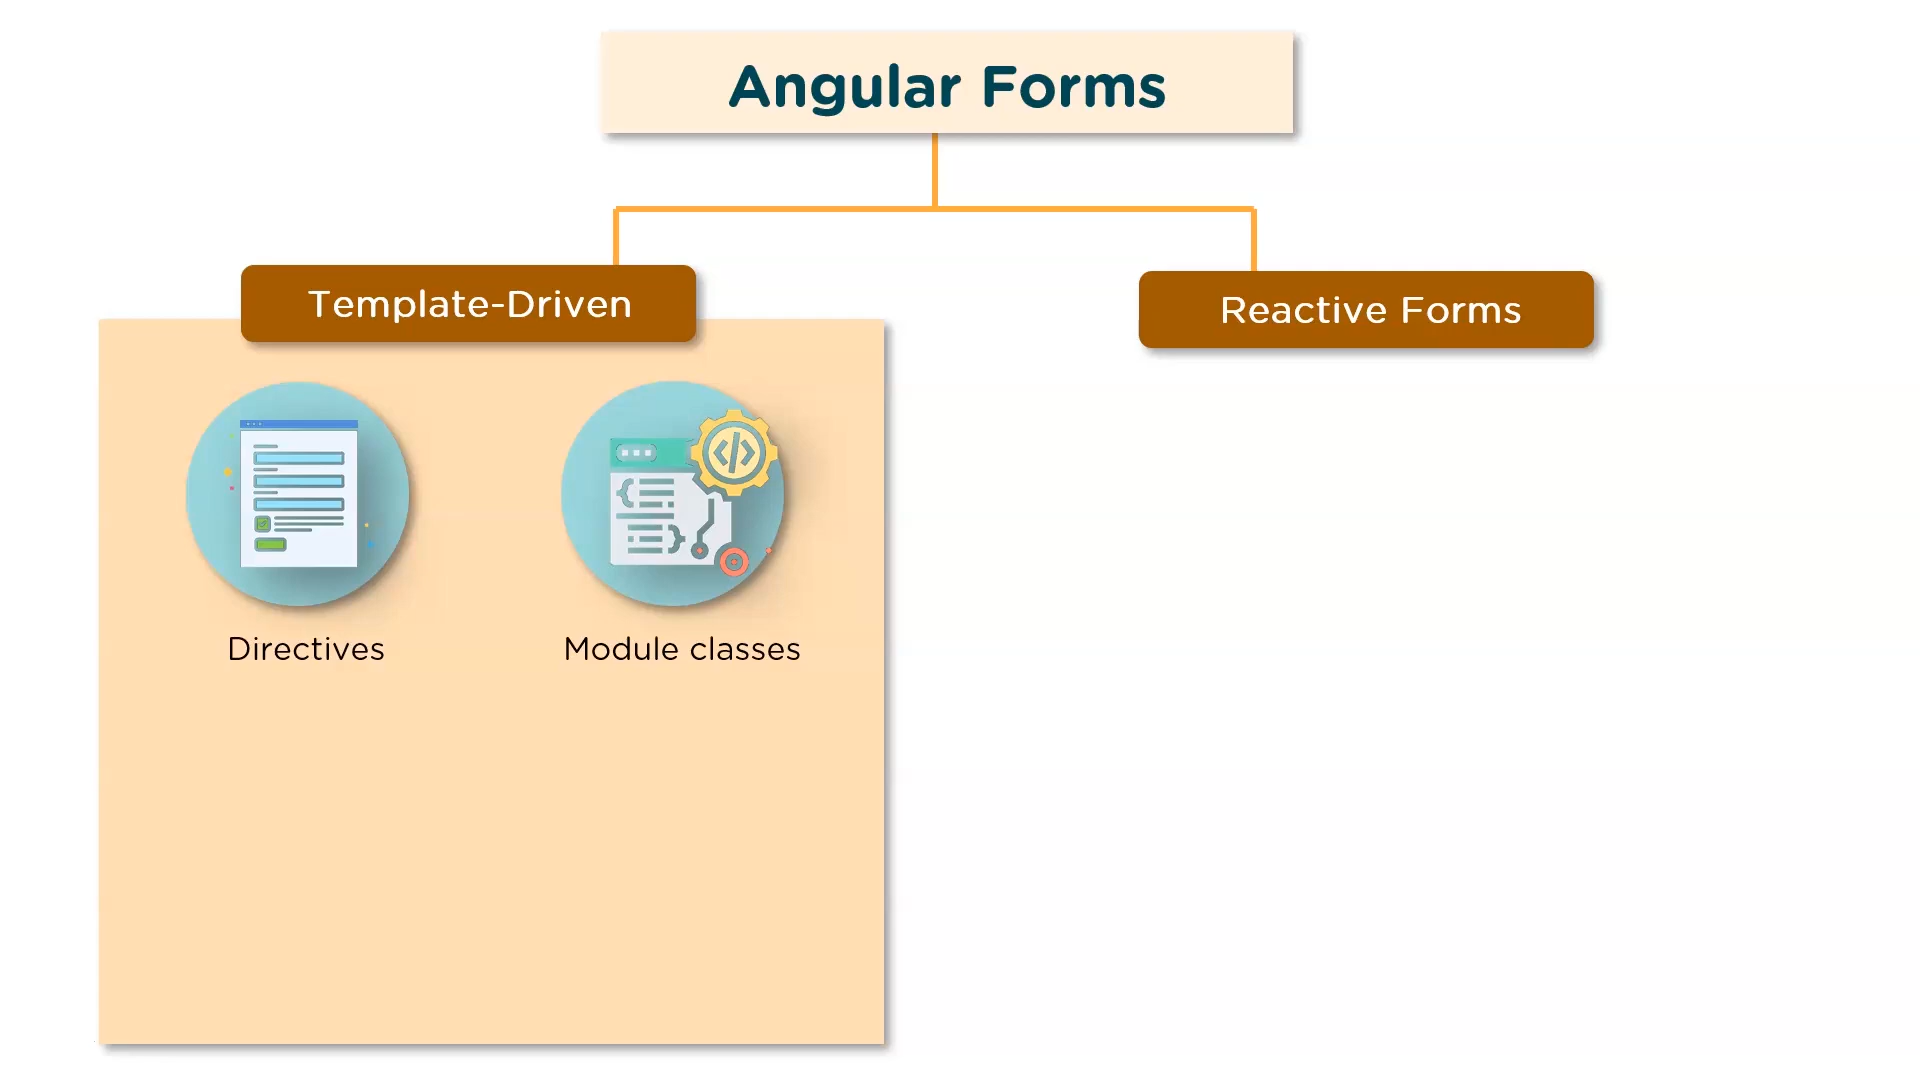 Angular Forms
Template-Driven
Reactive Forms
Directives
Module classes